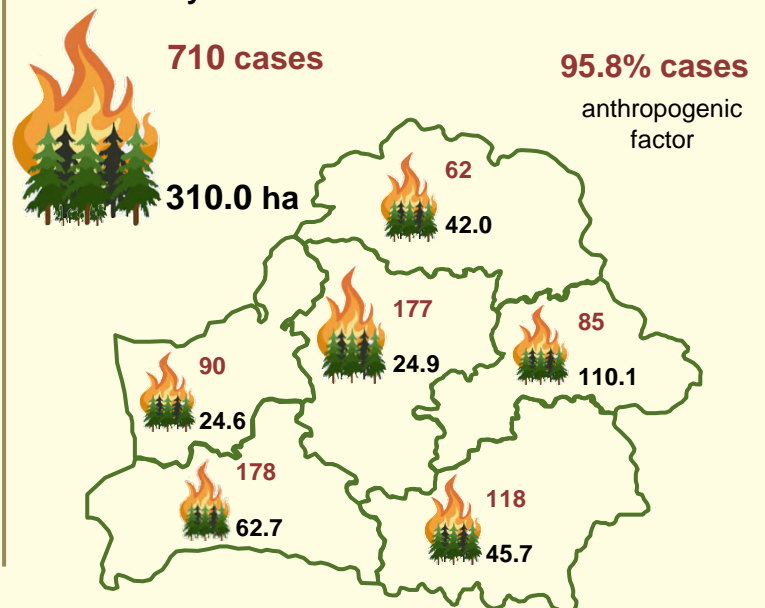 710 cases
95.8% cases
anthropogenic
factor
310.0 ha
62
42.0
177
24.9
85
110.1
90
24.6
178
62.7
118
45.7